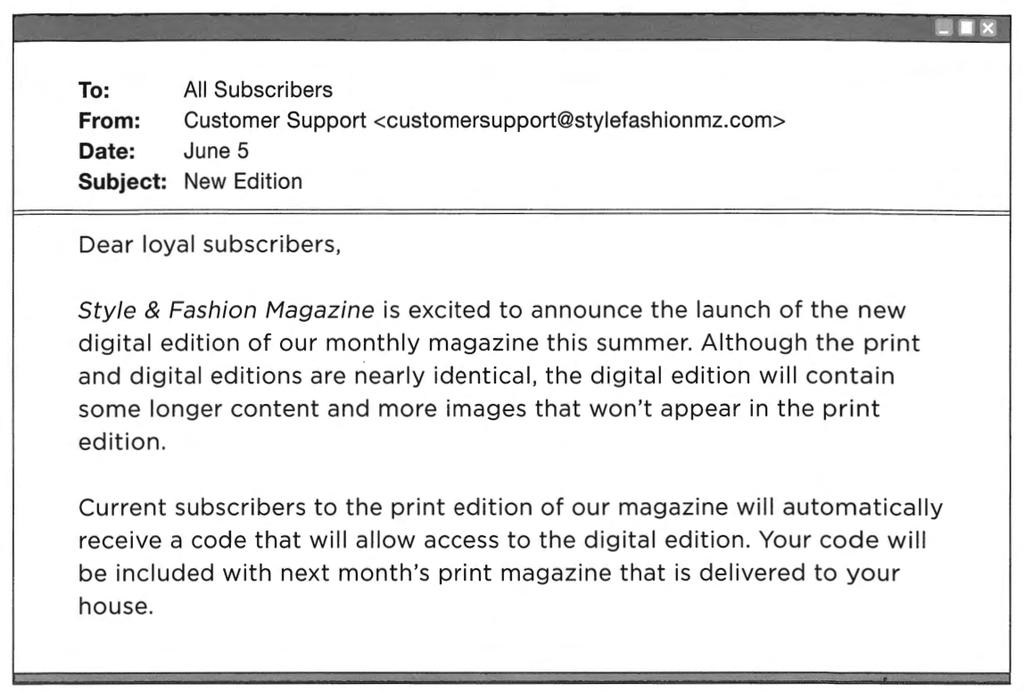 To: All Subscribers
From: Customer Support <customersupport@stylefashionmz.com>
Date: June 5
Subject: New Edition
Dear loyal subscribers,
Style & Fashion Magazine is excited to announce the launch of the new
digital edition of our monthly magazine this summer. Although the print
and digital editions are nearly identical, the digital edition will contain
some longer content and more images that won't appear in the print
edition.
Current subscribers to the print edition of our magazine will automatically
receive a code that will allow access to the digital edition. Your code will
be included with next month's print magazine that is delivered to your
house.